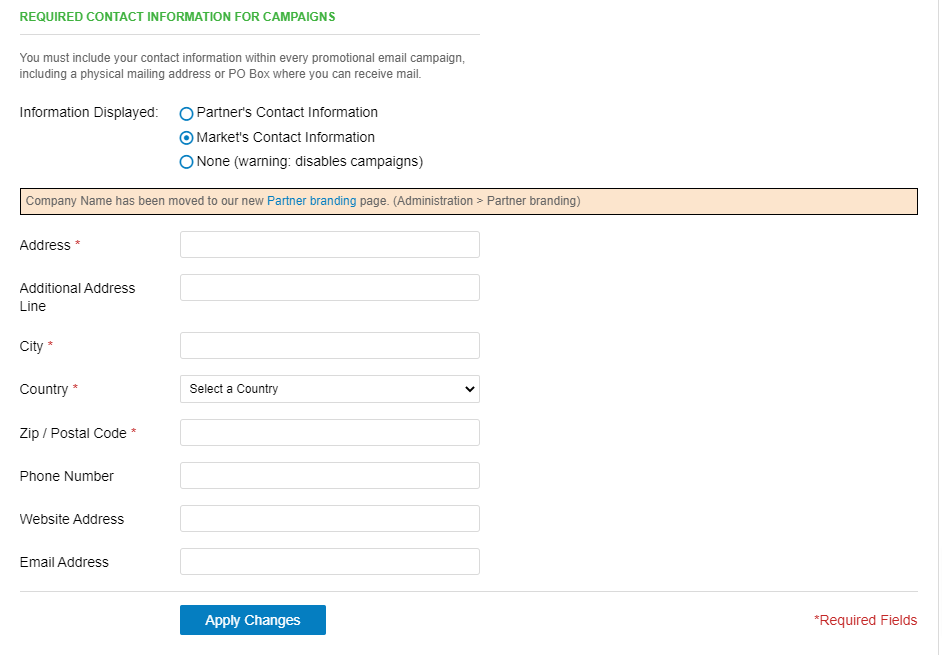 REQUIRED CONTACT INFORMATION FOR CAMPAIGNS
You must include your contact information within every promotional email campaign,
including a physical mailing address or PO Box where you can receive mail.
Information Displayed:
Partner's Contact Information
Market's Contact Information
None (warning: disables campaigns)
Company Name has been moved to our new Partner branding page. (Administration > Partner branding)
Address *
Additional Address
Line
City *
Country *
Select a Country
Zip / Postal Code *
Phone Number
Website Address
Email Address
Apply Changes
*Required Fields